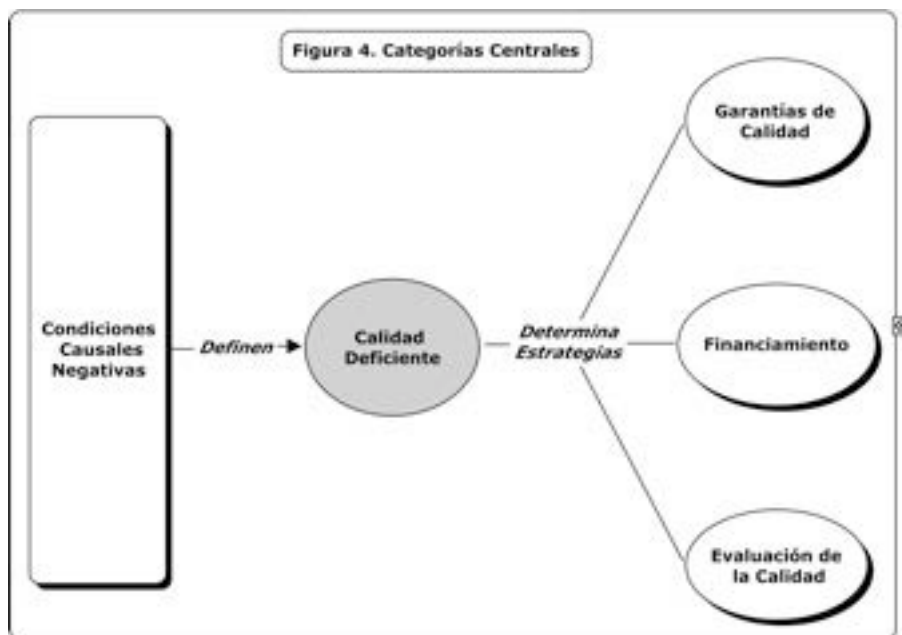 Figura 4. Categorías Centrales
Garantías de
Calidad
Condiciones
Causales
Negativas
Definen
Calidad
Deficiente
Determina
Estrategias
Financiamiento
Evaluación de
la Calidad